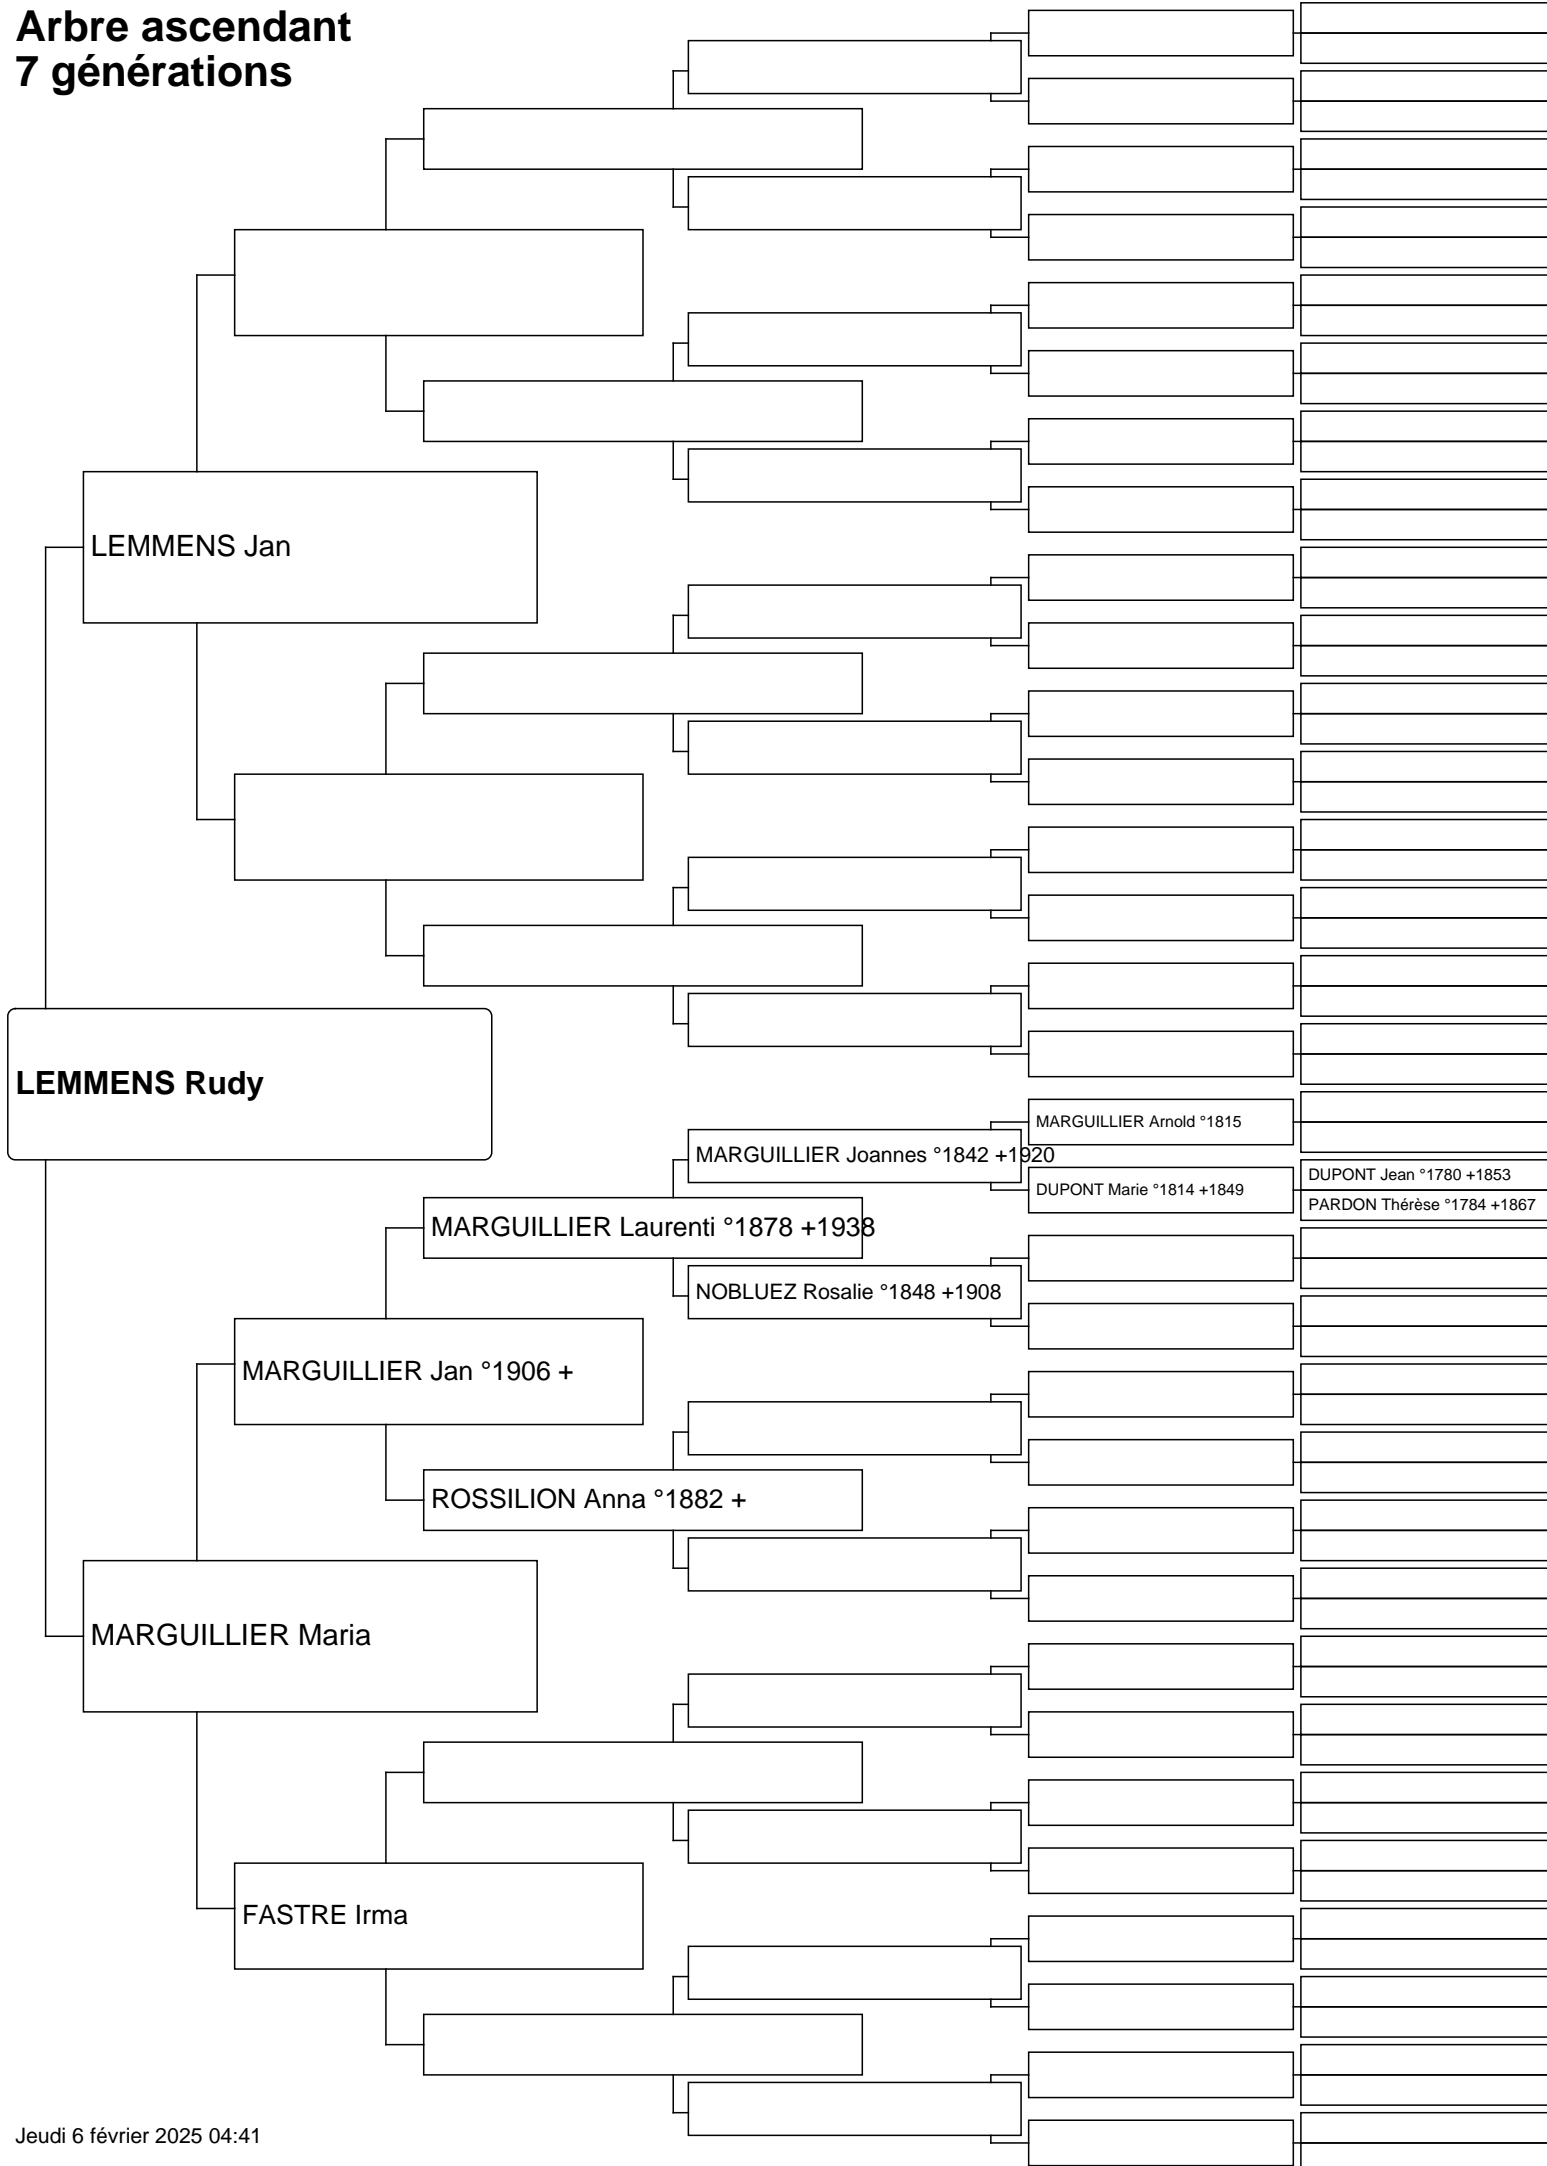 Arbre ascendant
7 générations
LEMMENS Jan
LEMMENS Rudy
MARGUILLIER Arnold °1815
MARGUILLIER Joannes °1842 +1920
DUPONT Jean °1780 +1853
DUPONT Marie °1814 +1849
PARDON Thérèse °1784 +1867
MARGUILLIER Laurenti °1878 +1938
NOBLUEZ Rosalie °1848 +1908
MARGUILLIER Jan °1906 +
ROSSILION Anna °1882 +
MARGUILLIER Maria
FASTRE Irma
Jeudi 6 février 2025 04:41